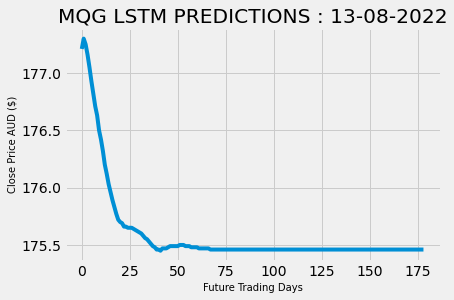 MQG LSTM PREDICTIONS : 13-08-2022
177.0
176.5
176.0
175.5
Close Price AUD ($)
0 25 50 75 100 125 150 175
Future Trading Days